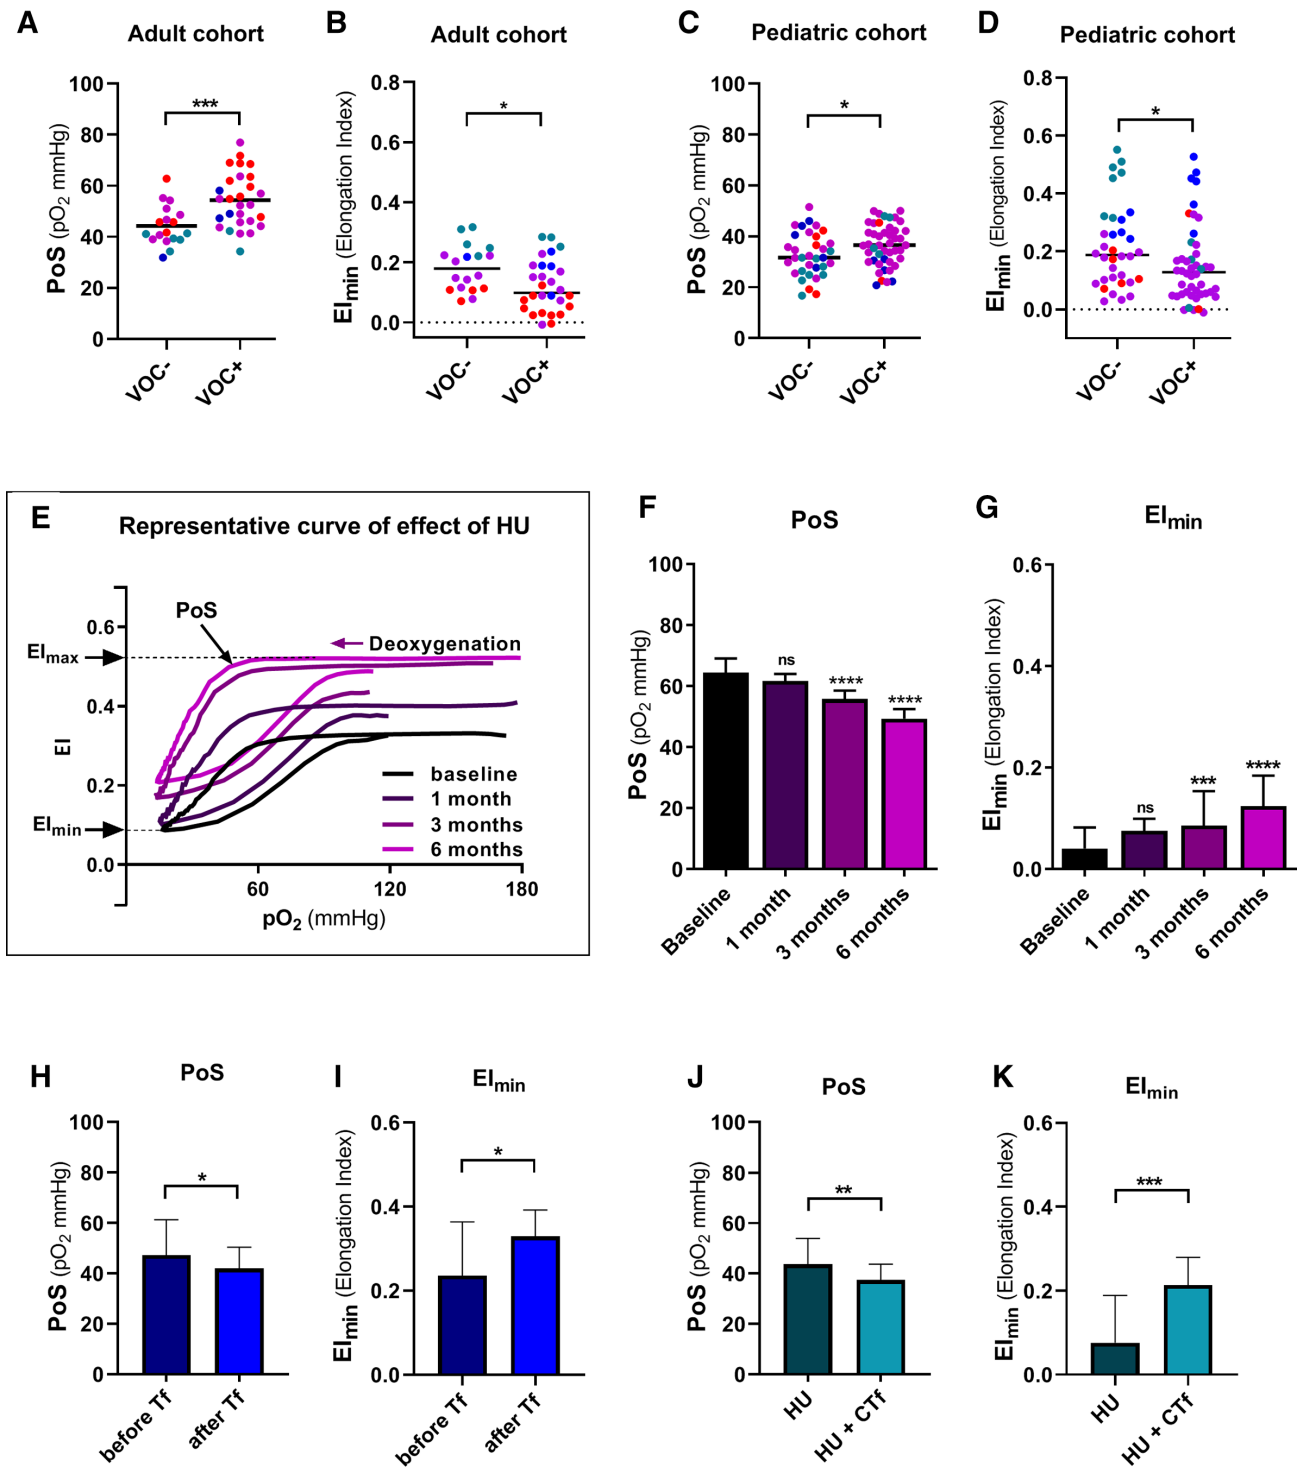 A
Adult cohort
PoS (pO2 mmHg)
100
80
60
40
20
0
***
VOC-
VOC+
B
Adult cohort
EImin (Elongation Index)
0.8
0.6
0.4
0.2
0.0
*
VOC-
VOC+
C
Pediatric cohort
PoS (pO2 mmHg)
100
80
60
40
20
0
*
VOC-
VOC+
D
Pediatric cohort
EImin (Elongation Index)
0.8
0.6
0.4
0.2
0.0
*
VOC-
VOC+
E
Representative curve of effect of HU
PoS
Deoxygenation
EImax
EImin
EI
0.6
0.4
0.2
0.0
60
120
180
pO2 (mmHg)
baseline
1 month
3 months
6 months
F
PoS
PoS (pO2 mmHg)
100
80
60
40
20
0
ns
****
****
Baseline
1 month
3 months
6 months
G
EImin
EImin (Elongation Index)
0.6
0.4
0.2
0.0
ns
***
****
Baseline
1 month
3 months
6 months
H
PoS
PoS (pO2 mmHg)
100
80
60
40
20
0
*
before Tf
after Tf
I
EImin
EImin (Elongation Index)
0.6
0.4
0.2
0.0
*
before Tf
after Tf
J
PoS
PoS (pO2 mmHg)
100
80
60
40
20
0
**
HU
HU + CTf
K
EImin
EImin (Elongation Index)
0.6
0.4
0.2
0.0
***
HU
HU + CTf